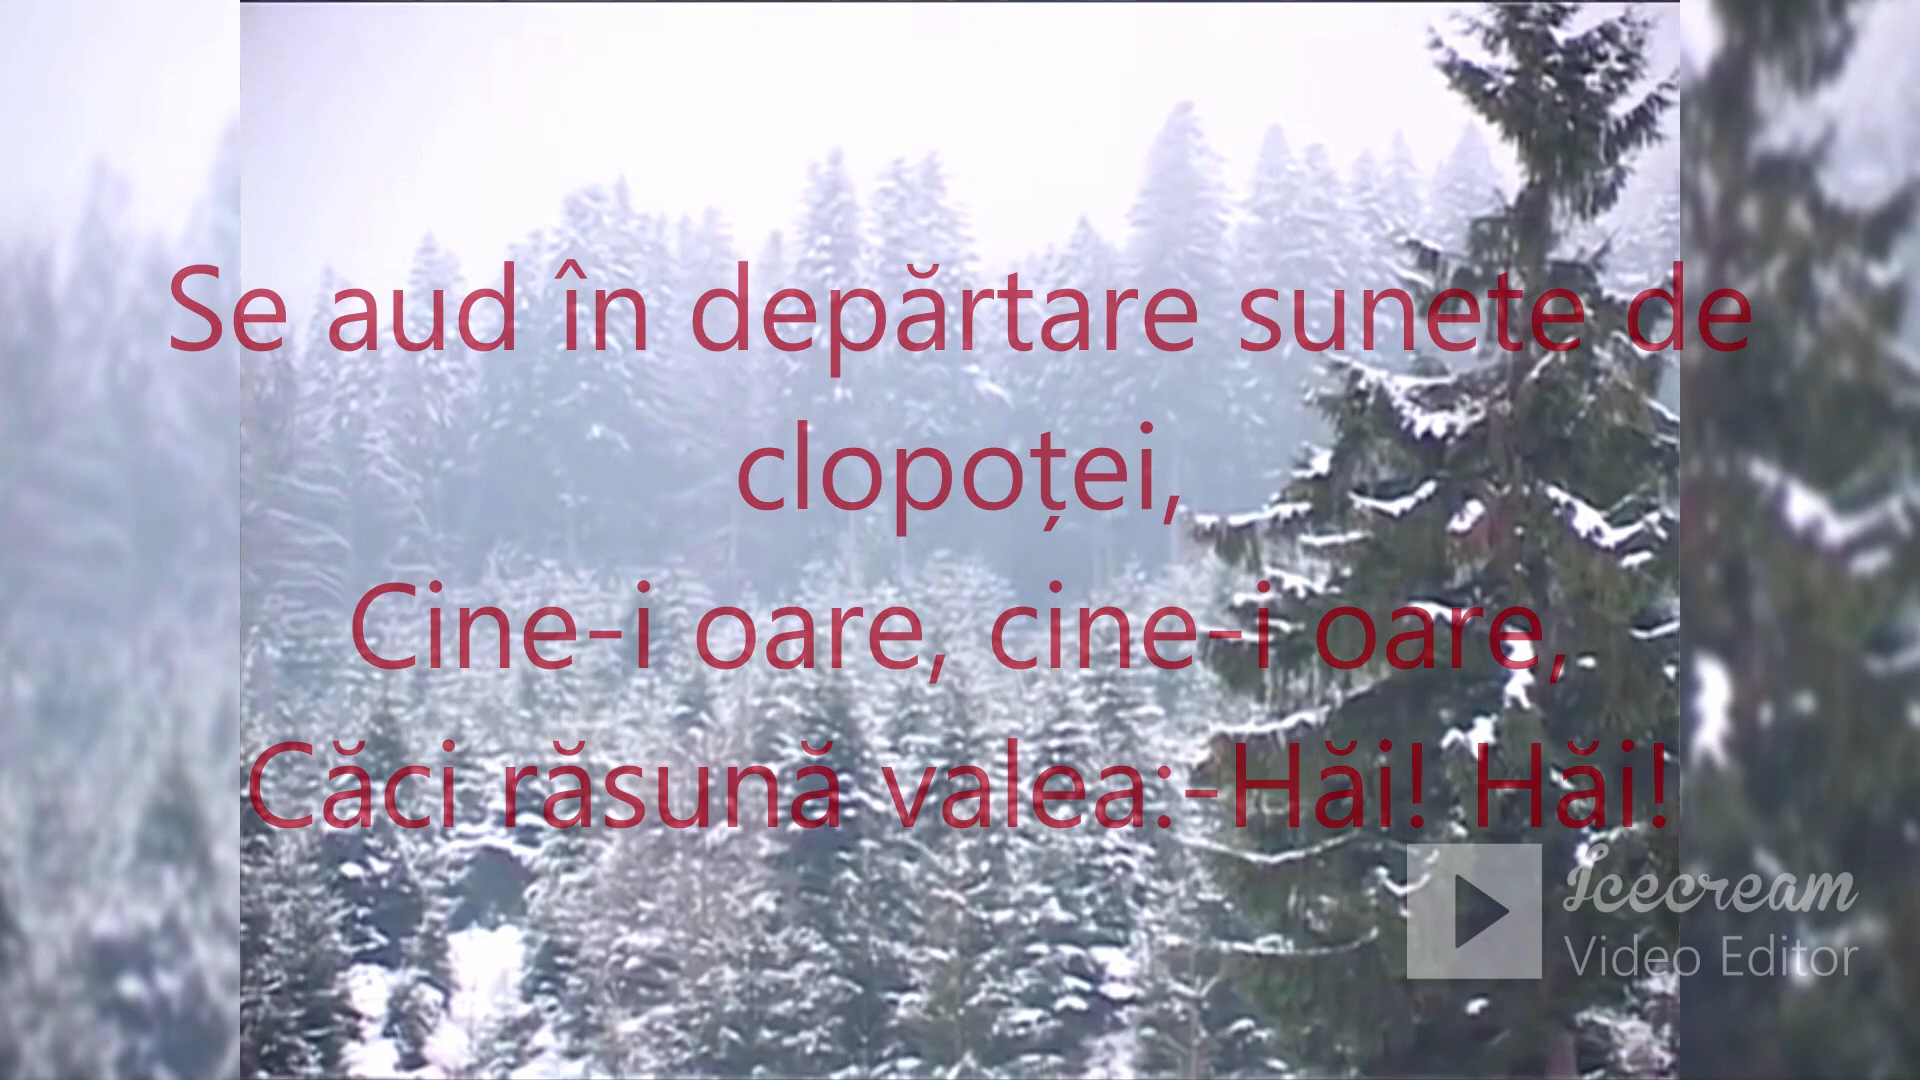 Se aud în depărtare sunete de
clopoței,
Cine-i oare, cine-i oare,
Căci răsună valea: -Hăi! Hăi!
Icecream
Video Editor